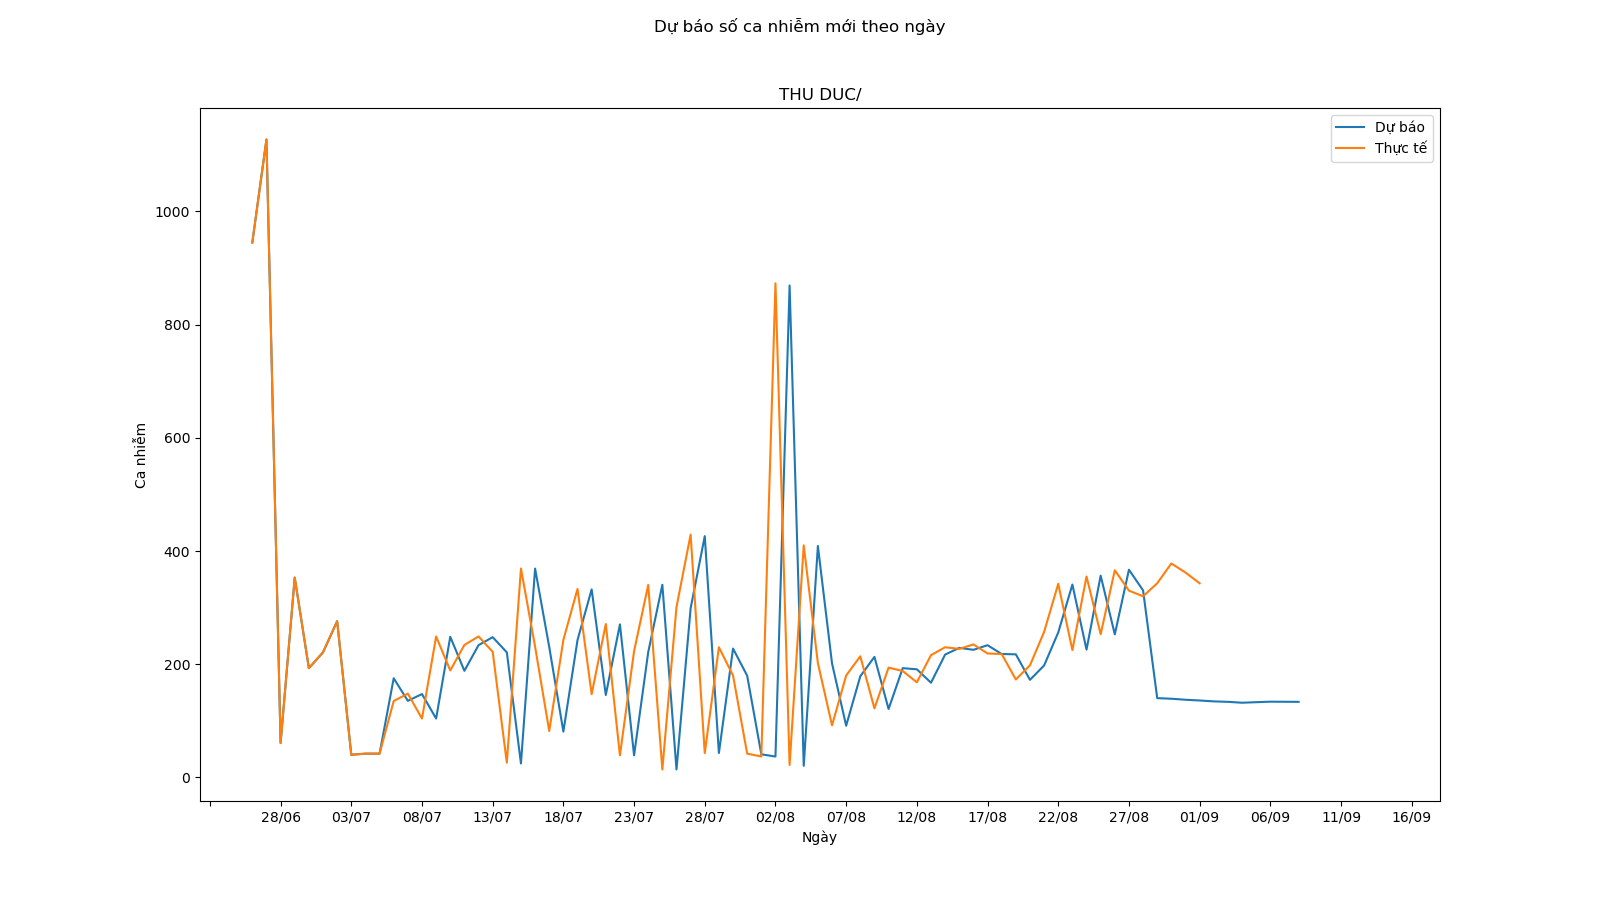 Dự báo số ca nhiễm mới theo ngày
THU DUC/
Dự báo
Thực tế
1000
800
600
400
200
0
Ca nhiễm
28/06 03/07 08/07 13/07 18/07 23/07 28/07 02/08 07/08 12/08 17/08 22/08 27/08 01/09 06/09 11/09 16/09
Ngày